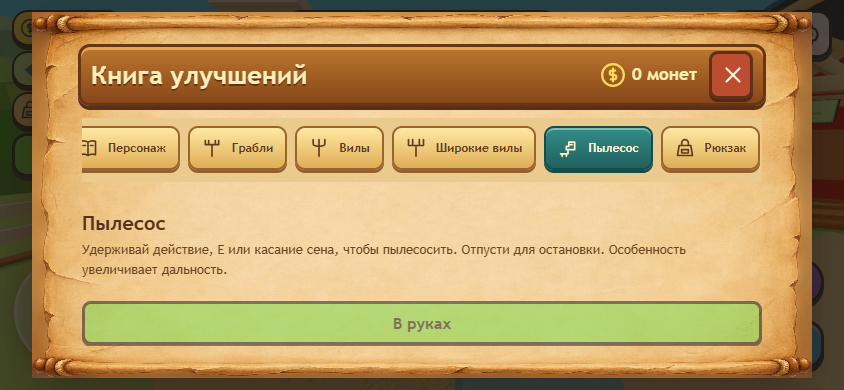 Книга улучшений
0 монет
Персонаж
Грабли
Вилы
Широкие вилы
Пылесос
Рюкзак
Пылесос
Удерживай действие, E или касание сена, чтобы пылесосить. Отпусти для остановки. Особенность
увеличивает дальность.
В руках